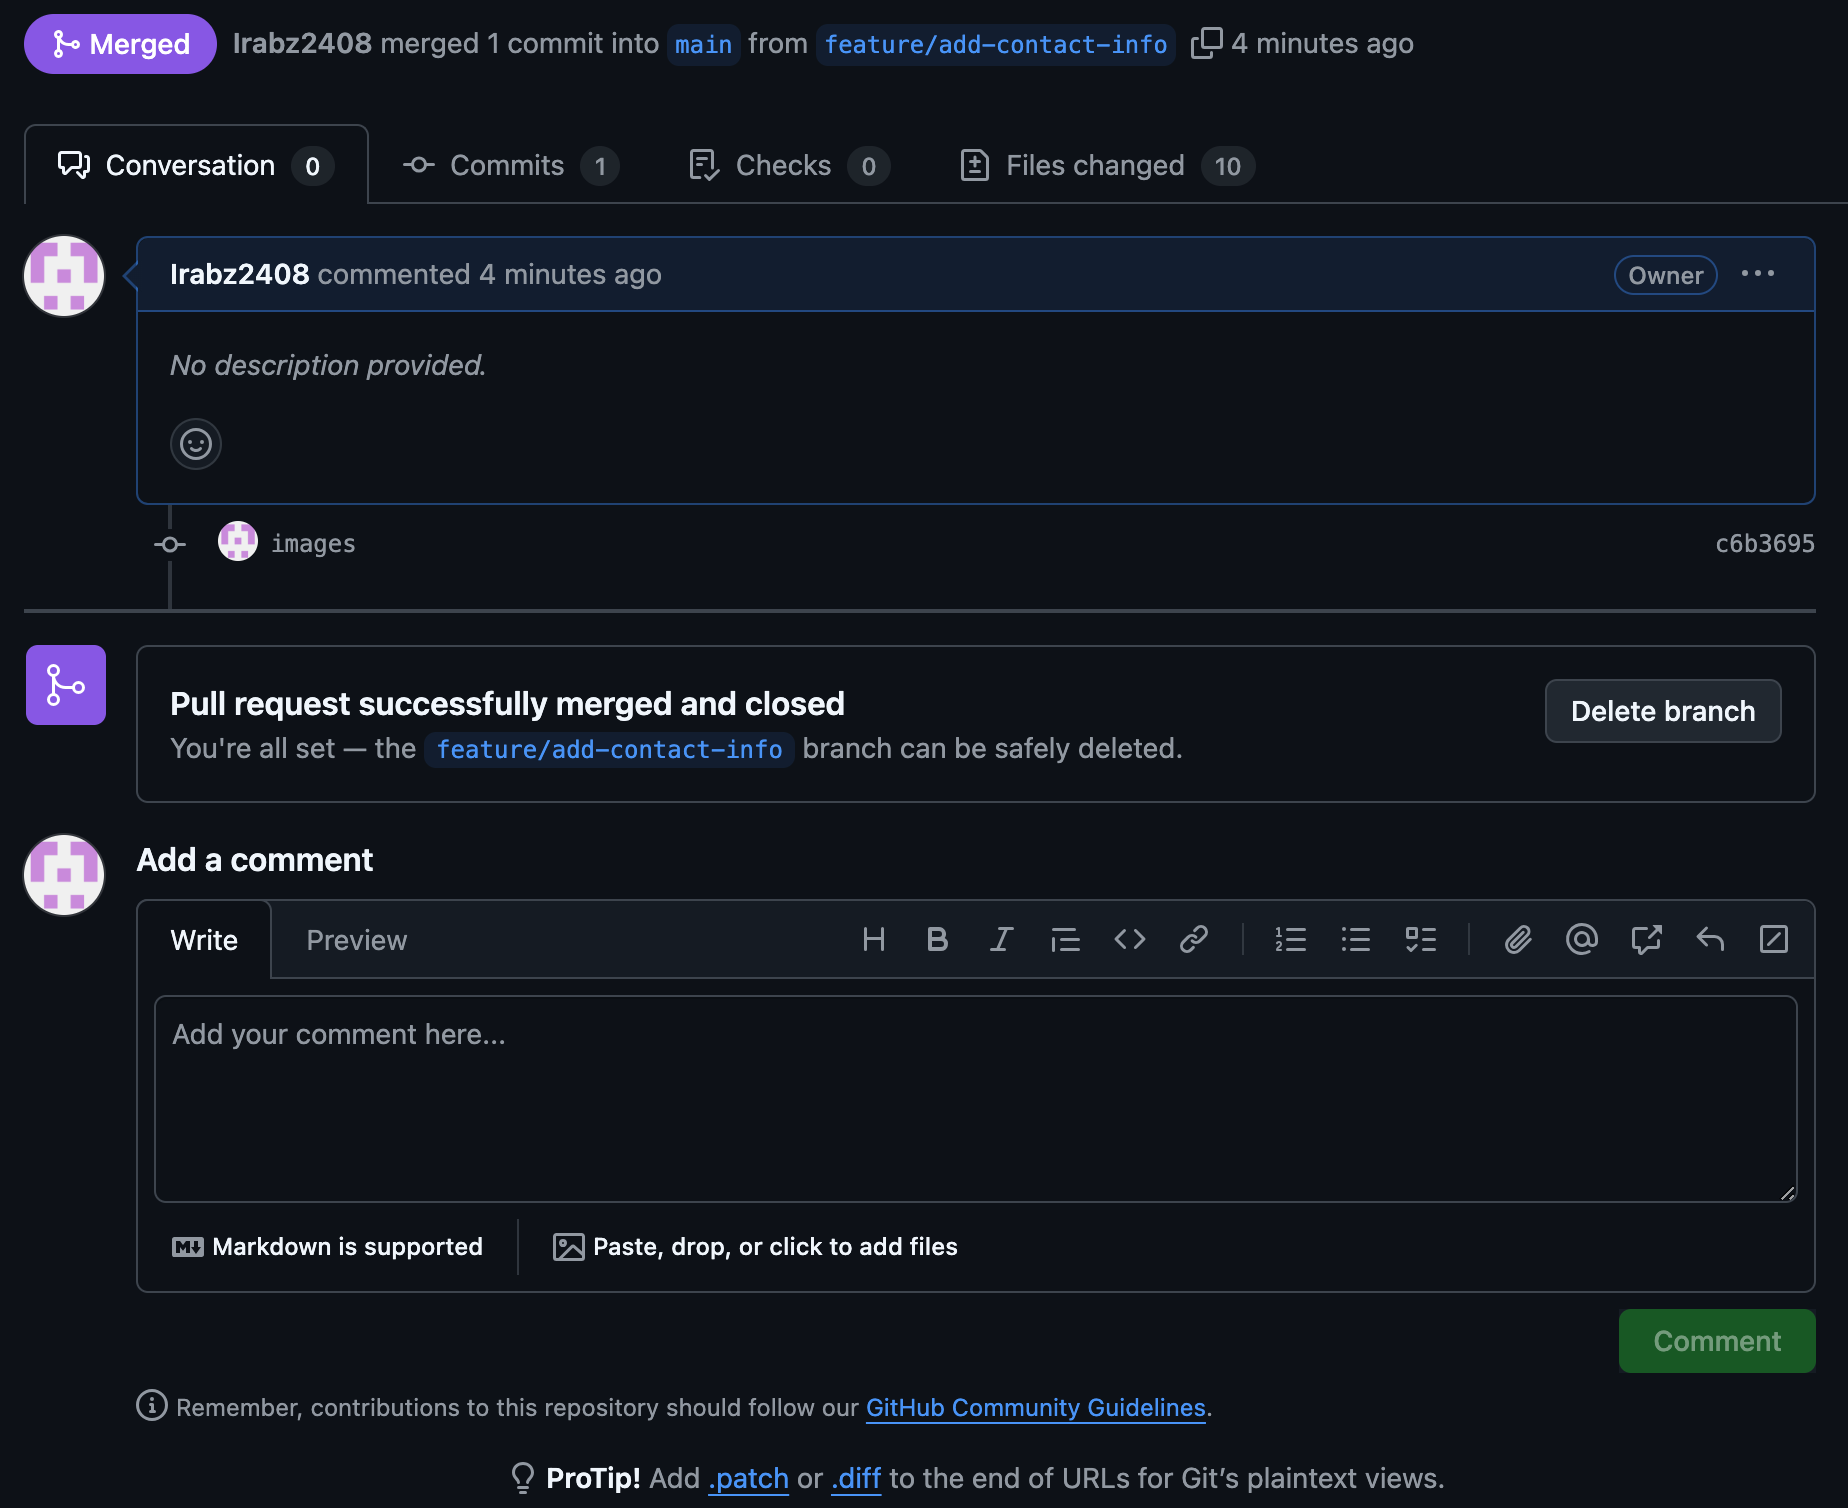 Merged Irabz2408 merged 1 commit into main from feature/add-contact-info 4 minutes ago
Conversation 0 Commits 1 Checks 0 Files changed 10
Irabz2408 commented 4 minutes ago Owner
No description provided.
images c6b3695
Pull request successfully merged and closed
You're all set — the feature/add-contact-info branch can be safely deleted.
Delete branch
Add a comment
Write Preview
Add your comment here...
Markdown is supported Paste, drop, or click to add files
Comment
Remember, contributions to this repository should follow our GitHub Community Guidelines.
ProTip! Add .patch or .diff to the end of URLs for Git’s plaintext views.